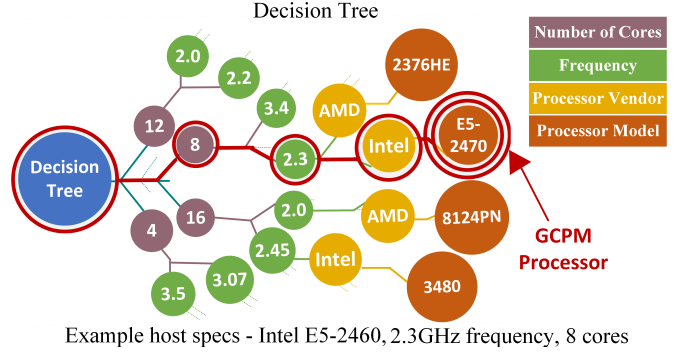 Decision Tree
Number of Cores
Frequency
Processor Vendor
Processor Model
2.0
2.2
2376HE
3.4
AMD
12
E5-
2470
8
Intel
2.3
Decision
Tree
16
2.0
AMD
8124PN
4
2.45
Intel
GCPM
Processor
3.07
3.5
3480
Example host specs - Intel E5-2460, 2.3GHz frequency, 8 cores